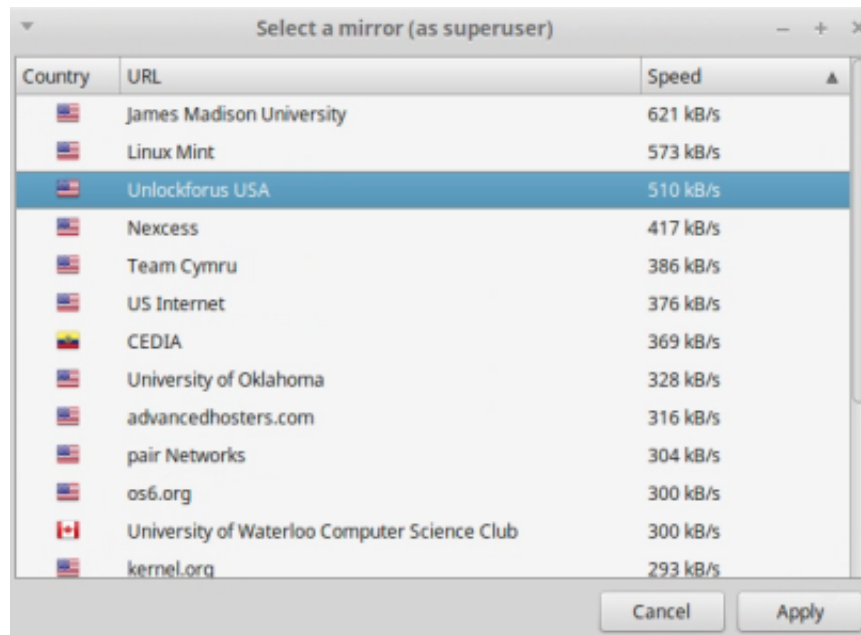 Select a mirror (as superuser)
Country URL Speed
James Madison University 621 kB/s
Linux Mint 573 kB/s
Unlockforus USA 510 kB/s
Nexcess 417 kB/s
Team Cymru 386 kB/s
US Internet 376 kB/s
CEDIA 369 kB/s
University of Oklahoma 328 kB/s
advancedhosters.com 316 kB/s
pair Networks 304 kB/s
os6.org 300 kB/s
University of Waterloo Computer Science Club 300 kB/s
kernel.org 293 kB/s
Cancel Apply